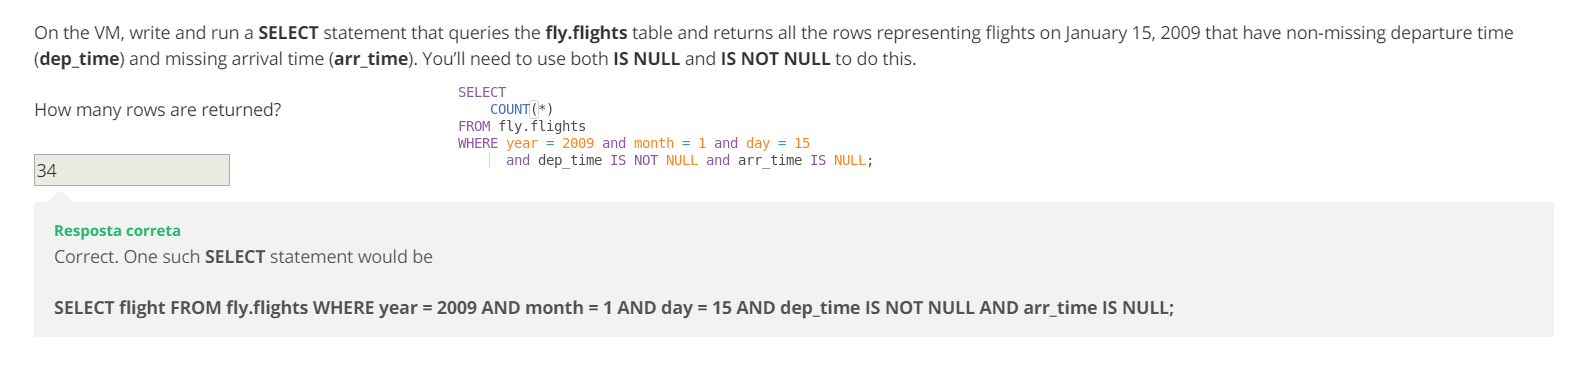 On the VM, write and run a SELECT statement that queries the fly.flights table and returns all the rows representing flights on January 15, 2009 that have non-missing departure time
(dep_time) and missing arrival time (arr_time). You'll need to use both IS NULL and IS NOT NULL to do this.
How many rows are returned?
34
SELECT
COUNT(*)
FROM fly.flights
WHERE year = 2009 and month = 1 and day = 15
and dep_time IS NOT NULL and arr_time IS NULL;
Resposta correta
Correct. One such SELECT statement would be
SELECT flight FROM fly.flights WHERE year = 2009 AND month = 1 AND day = 15 AND dep_time IS NOT NULL AND arr_time IS NULL;